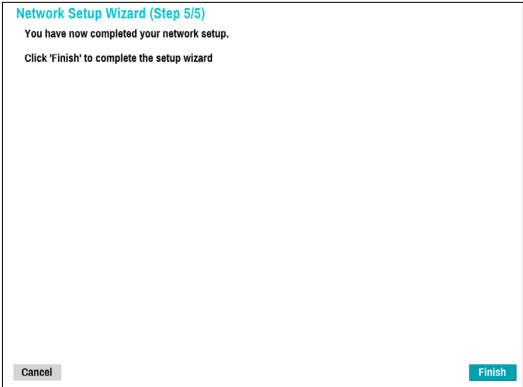 Network Setup Wizard (Step 5/5)
You have now completed your network setup.
Click 'Finish' to complete the setup wizard
Cancel
Finish